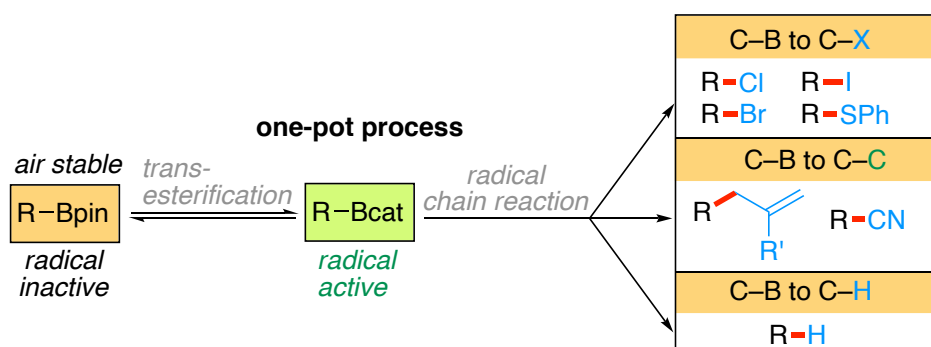 one-pot process
air stable
R–Bpin
radical
inactive
trans-
esterification
R–Bcat
radical
active
radical
chain reaction
C–B to C–X
R–Cl R–I
R–Br R–SPh
C–B to C–C
R
R'
R–CN
C–B to C–H
R–H